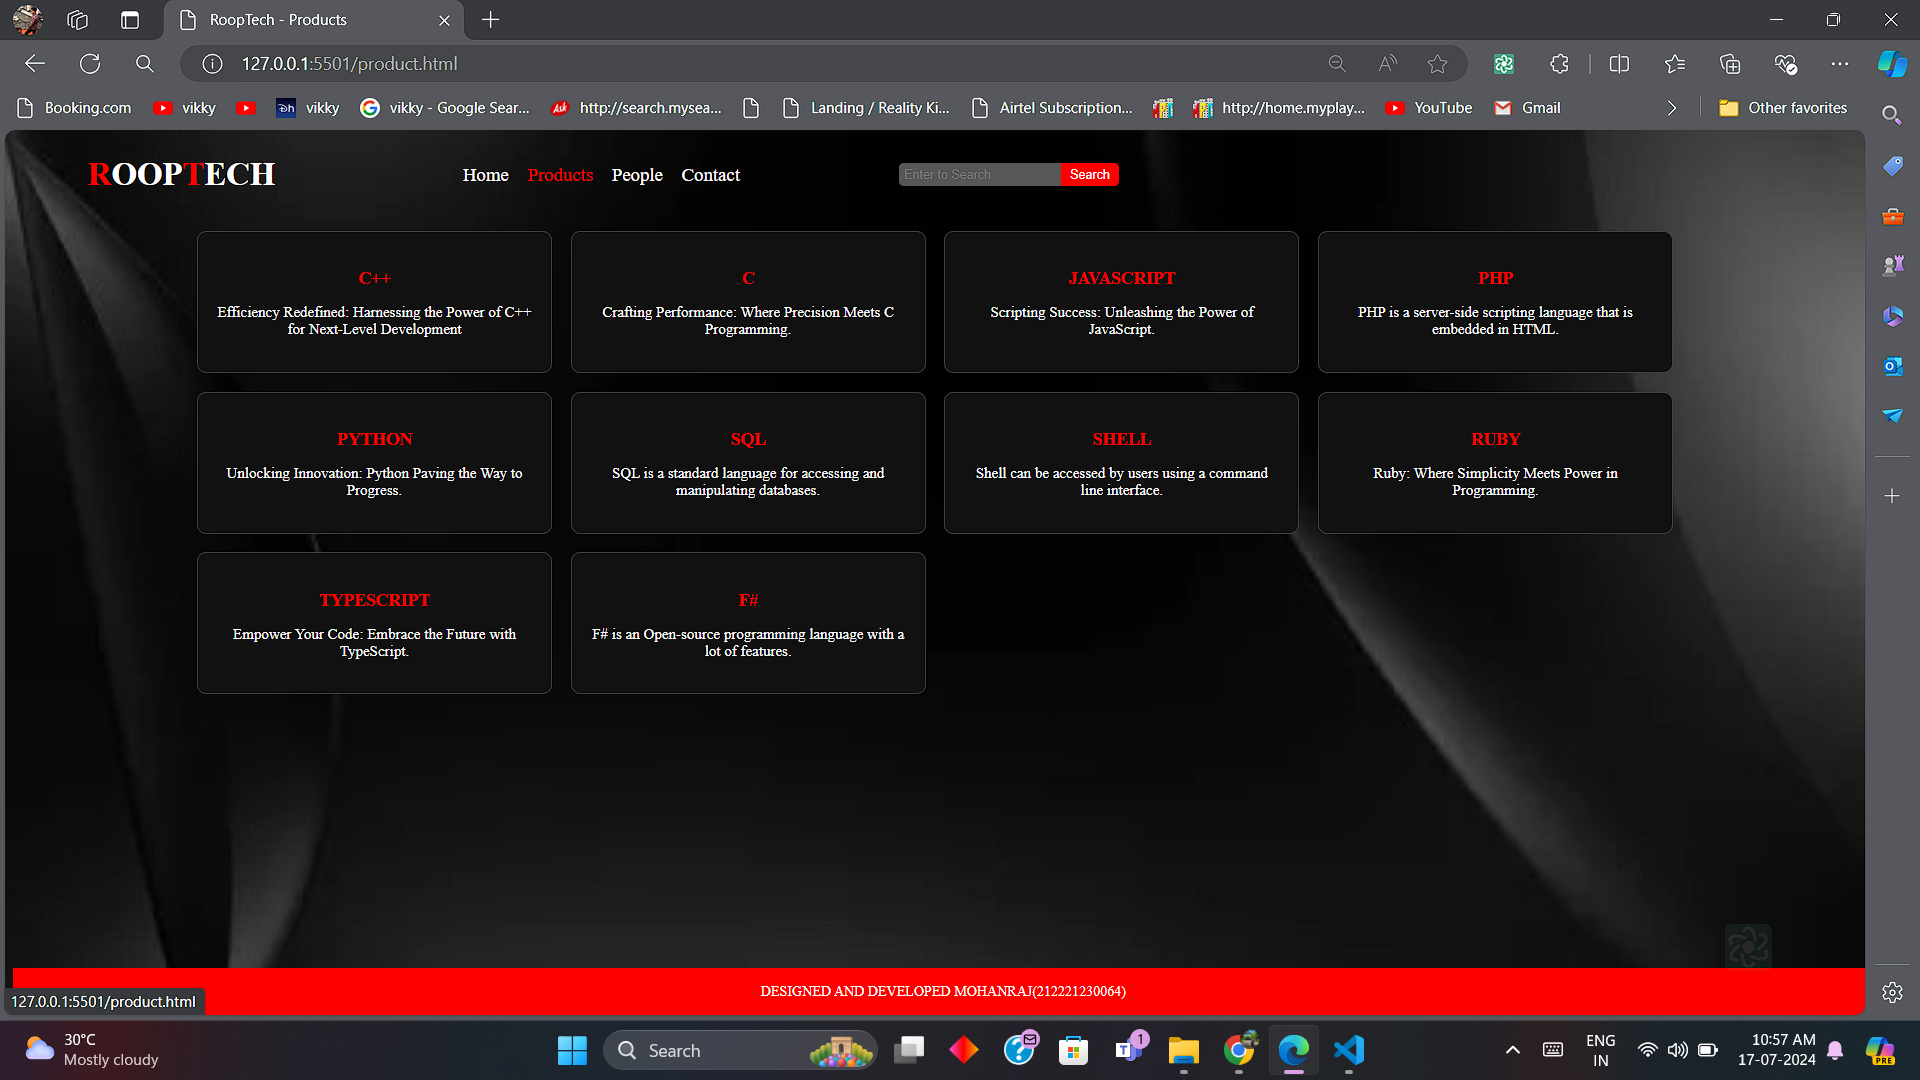 RoopTech - Products
127.0.0.1:5501/product.html
Booking.com
vikky
vikky
vikky - Google Sear...
http://search.mysea...
Landing / Reality Ki...
Airtel Subscription...
http://home.myplay...
YouTube
Gmail
Other favorites
ROOPTECH
Home
Products
People
Contact
Enter to Search
Search
C++
Efficiency Redefined: Harnessing the Power of C++
for Next-Level Development
C
Crafting Performance: Where Precision Meets C
Programming.
JAVASCRIPT
Scripting Success: Unleashing the Power of
JavaScript.
PHP
PHP is a server-side scripting language that is
embedded in HTML.
PYTHON
Unlocking Innovation: Python Paving the Way to
Progress.
SQL
SQL is a standard language for accessing and
manipulating databases.
SHELL
Shell can be accessed by users using a command
line interface.
RUBY
Ruby: Where Simplicity Meets Power in
Programming.
TYPESCRIPT
Empower Your Code: Embrace the Future with
TypeScript.
F#
F# is an Open-source programming language with a
lot of features.
DESIGNED AND DEVELOPED MOHANRAJ(212221230064)
127.0.0.1:5501/product.html
30°C
Mostly cloudy
Search
1
ENG
IN
10:57 AM
17-07-2024
PRE